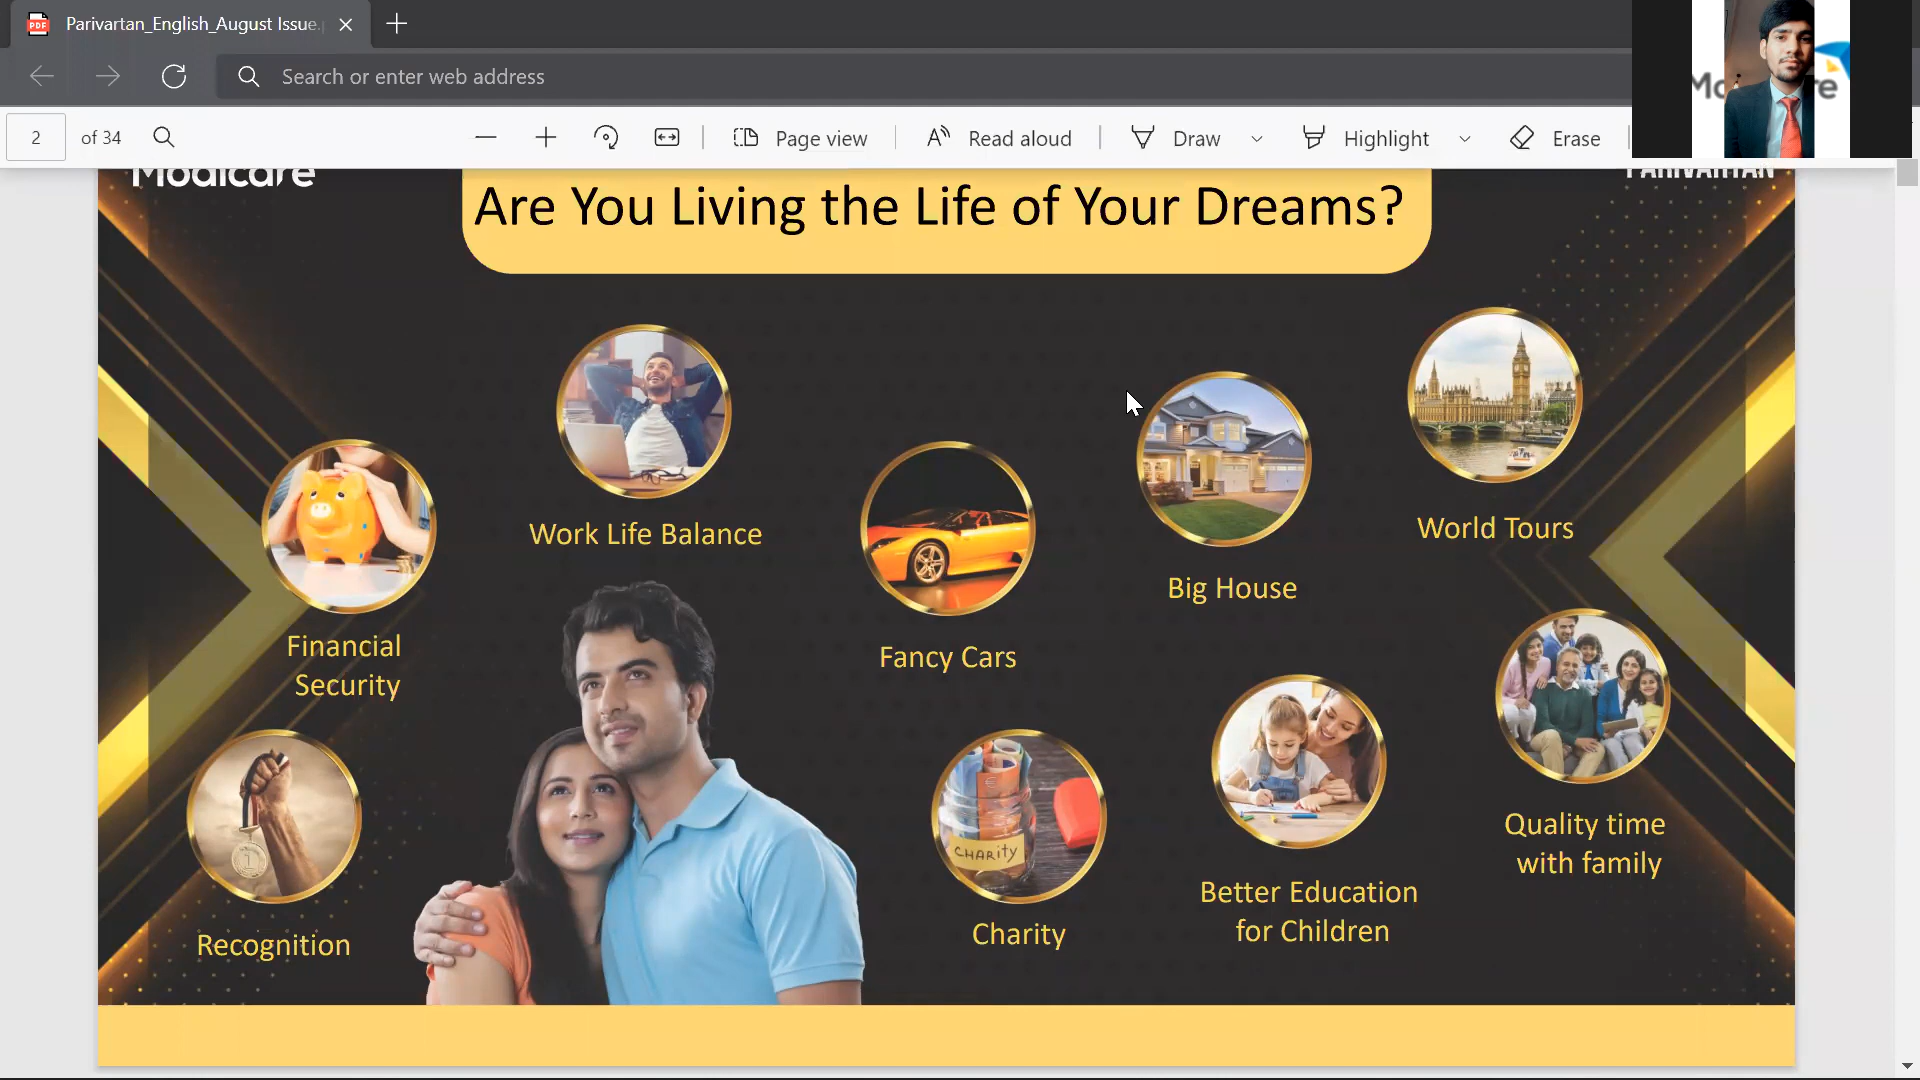 Parivartan_English_August Issue.
Search or enter web address
2 of 34
Page view
Read aloud
Draw
Highlight
Erase
Modicare
PARIVARTAN
Are You Living the Life of Your Dreams?
Work Life Balance
World Tours
Big House
Financial
Security
Fancy Cars
CHARITY
Quality time
with family
Better Education
for Children
Charity
Recognition